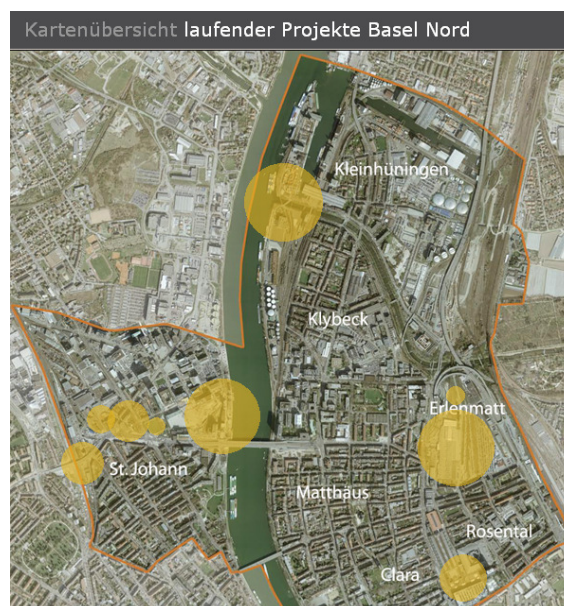 Kartenübersicht laufender Projekte Basel Nord
Kleinhüningen
Klybeck
Erlenmatt
St. Johann
Matthäus
Rosental
Clara